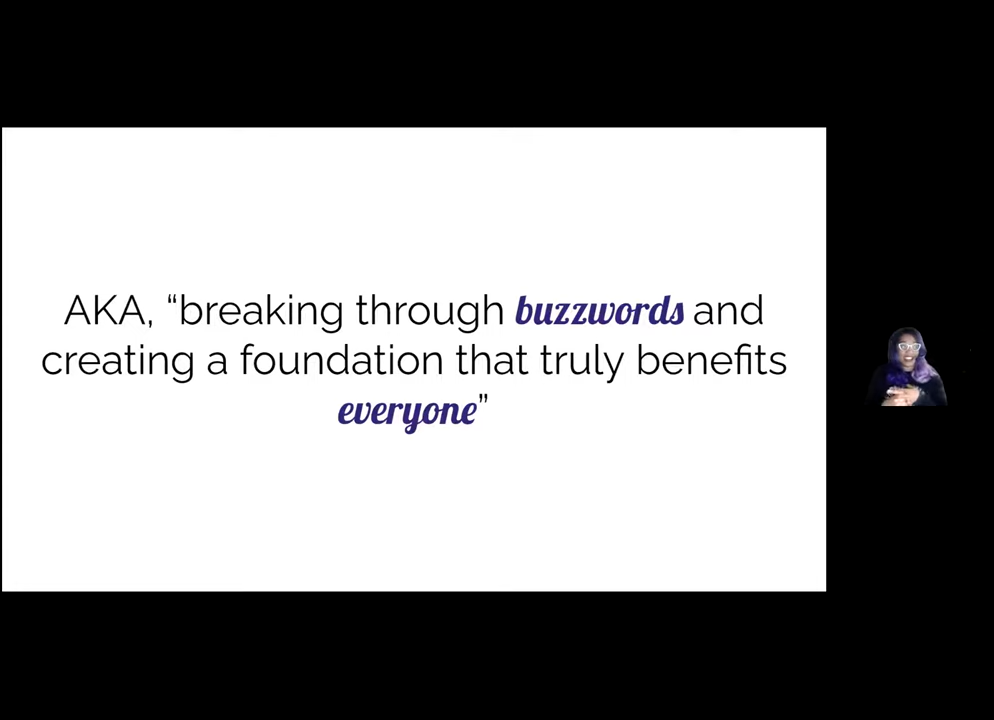 AKA, “breaking through buzzwords and
creating a foundation that truly benefits
everyone”